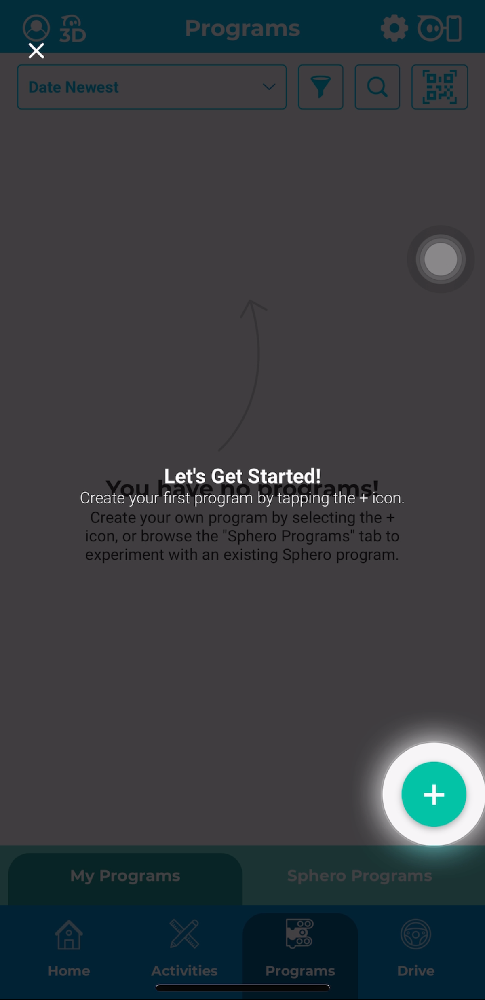 3D
Programs
Date Newest
Let's Get Started!
You have no programs!
Create your first program by tapping the + icon.
Create your own program by selecting the +
icon, or browse the "Sphero Programs" tab to
experiment with an existing Sphero program.
+
My Programs
Sphero Programs
Home
Activities
Programs
Drive